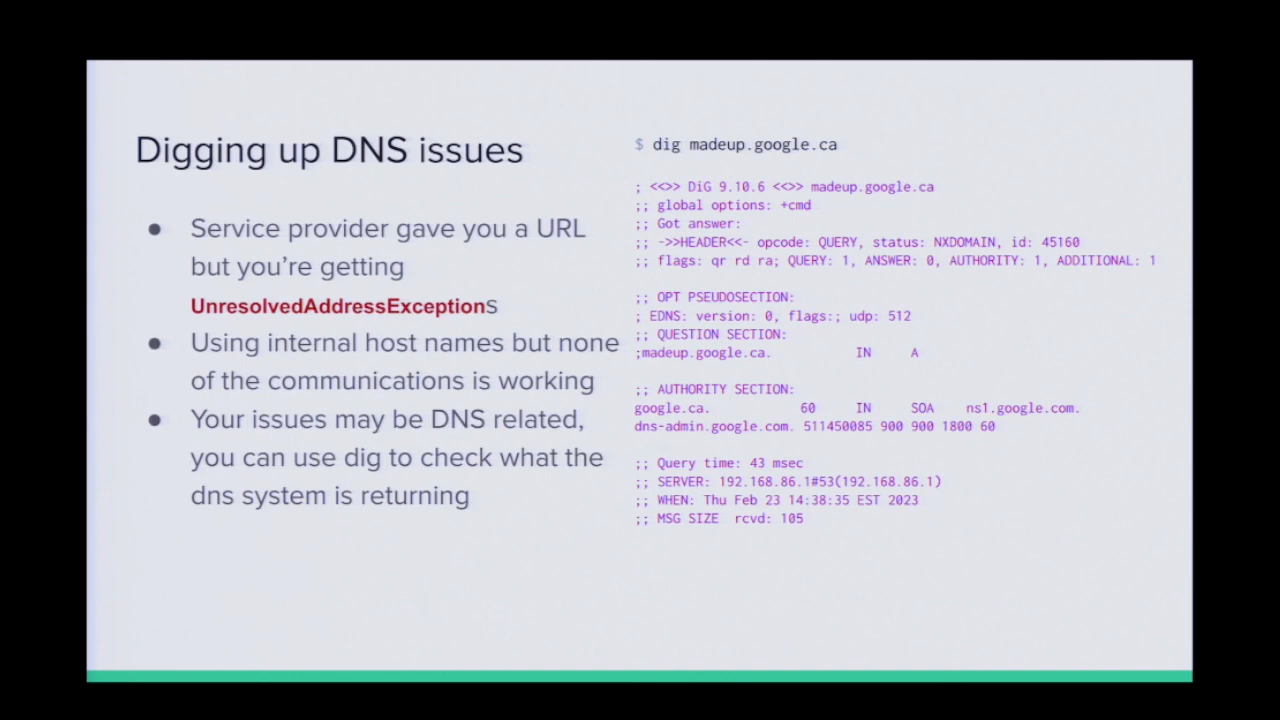 Digging up DNS issues
● Service provider gave you a URL
but you're getting
UnresolvedAddressExceptions
● Using internal host names but none
of the communications is working
● Your issues may be DNS related,
you can use dig to check what the
dns system is returning
$ dig madeup.google.ca
; <<>> DiG 9.10.6 <<>> madeup.google.ca
;; global options: +cmd
;; Got answer:
;; ->>HEADER<<- opcode: QUERY, status: NXDOMAIN, id: 45160
;; flags: qr rd ra; QUERY: 1, ANSWER: 0, AUTHORITY: 1, ADDITIONAL: 1
;; OPT PSEUDOSECTION:
; EDNS: version: 0, flags:; udp: 512
;; QUESTION SECTION:
;madeup.google.ca. IN A
;; AUTHORITY SECTION:
google.ca. 60 IN SOA ns1.google.com.
dns-admin.google.com. 511450085 900 900 1800 60
;; Query time: 43 msec
;; SERVER: 192.168.86.1#53(192.168.86.1)
;; WHEN: Thu Feb 23 14:38:35 EST 2023
;; MSG SIZE rcvd: 105